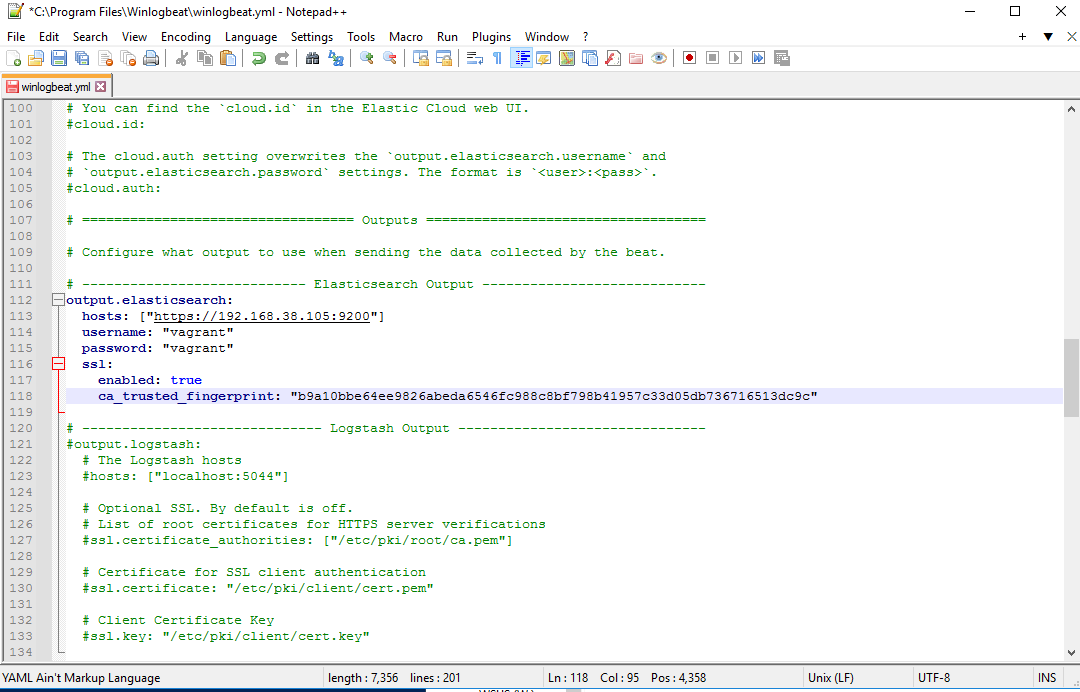 *C:\Program Files\Winlogbeat\winlogbeat.yml - Notepad++
File Edit Search View Encoding Language Settings Tools Macro Run Plugins Window ? + ▼ X
winlogbeat.yml
100 # You can find the `cloud.id` in the Elastic Cloud web UI.
101 #cloud.id:
102
103 # The cloud.auth setting overwrites the `output.elasticsearch.username` and
104 # `output.elasticsearch.password` settings. The format is `<user>:<pass>`.
105 #cloud.auth:
106
107 # ================================== Outputs ===================================
108
109 # Configure what output to use when sending the data collected by the beat.
110
111 # ---------------------------- Elasticsearch Output ----------------------------
112 output.elasticsearch:
113 hosts: ["https://192.168.38.105:9200"]
114 username: "vagrant"
115 password: "vagrant"
116 ssl:
117 enabled: true
118 ca_trusted_fingerprint: "b9a10bbe64ee9826abeda6546fc988c8bf798b41957c33d05db736716513dc9c"
119
120 # ------------------------------ Logstash Output -------------------------------
121 #output.logstash:
122 # The Logstash hosts
123 #hosts: ["localhost:5044"]
124
125 # Optional SSL. By default is off.
126 # List of root certificates for HTTPS server verifications
127 #ssl.certificate_authorities: ["/etc/pki/root/ca.pem"]
128
129 # Certificate for SSL client authentication
130 #ssl.certificate: "/etc/pki/client/cert.pem"
131
132 # Client Certificate Key
133 #ssl.key: "/etc/pki/client/cert.key"
134
YAML Ain't Markup Language length : 7,356 lines : 201 Ln : 118 Col : 95 Pos : 4,358 Unix (LF) UTF-8 INS